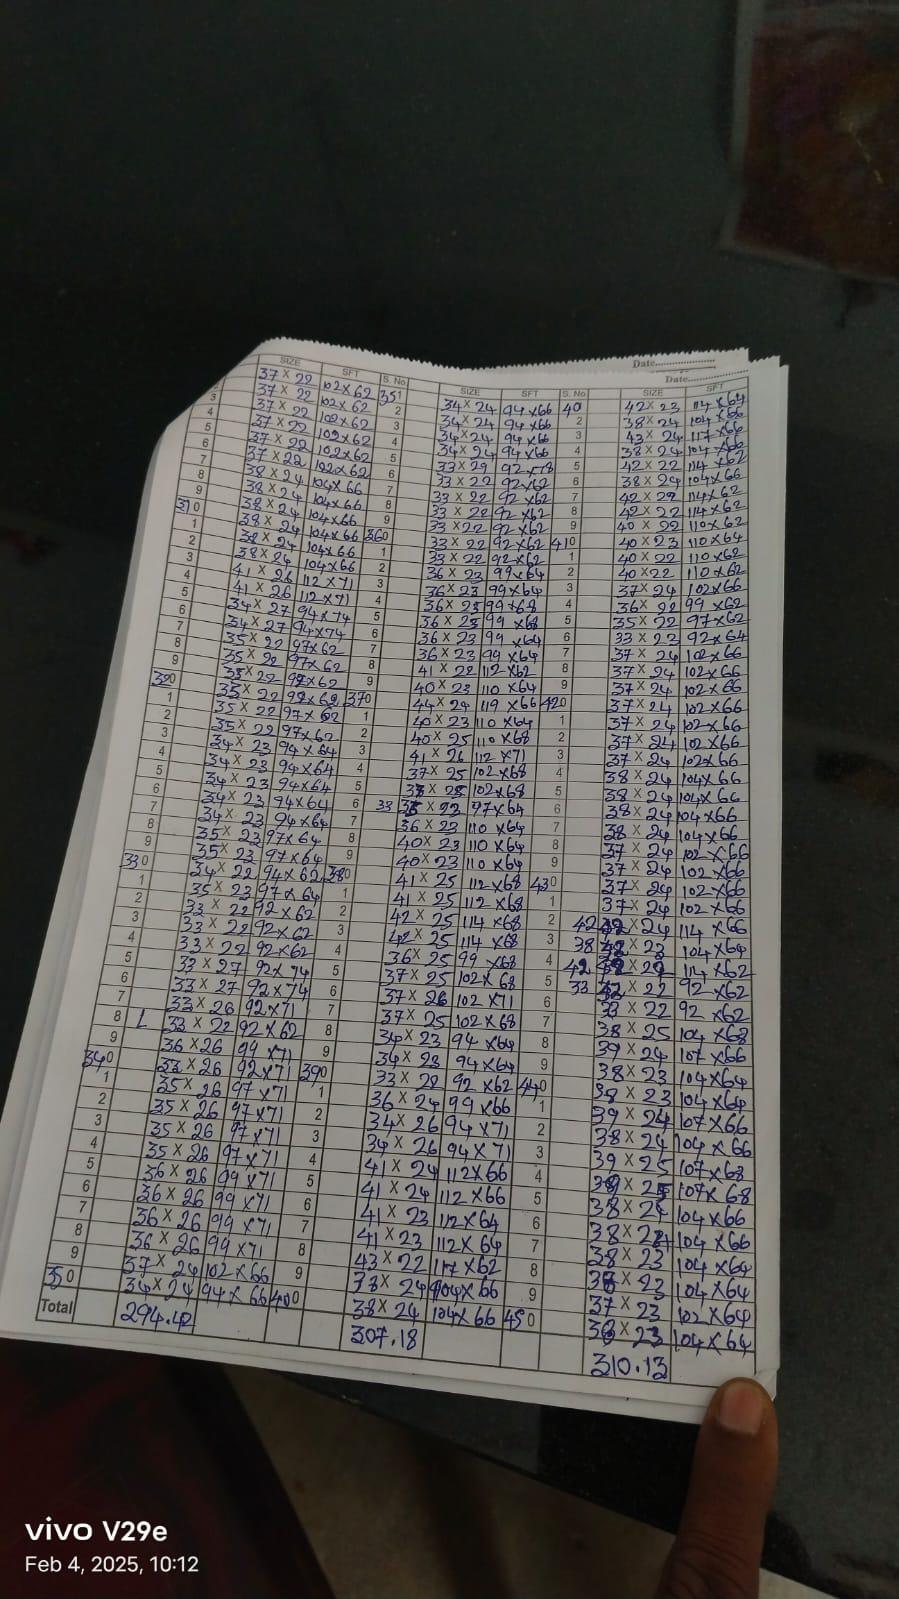 Date
Date
SIZE SFT S. No SIZE SFT S. No SIZE SFT
37 X 22 102 X 62 351 34 X 24 94 X 66 40 42 X 23 114 X 64
3 37 X 22 102 X 62 2 34 X 24 94 X 66 2 38 X 24 104 X 66
4 37 X 22 102 X 62 3 34 X 24 94 X 66 3 43 X 24 117 X 66
5 37 X 22 102 X 62 4 34 X 24 94 X 66 4 38 X 24 104 X 66
6 37 X 22 102 X 62 5 33 X 29 5 42 X 22 114 X 62
7 37 X 22 102 X 62 6 33 X 22 92 X 62 6 38 X 24 104 X 66
8 38 X 24 104 X 66 7 33 X 22 92 X 62 7 42 X 22 114 X 62
9 38 X 24 104 X 66 8 33 X 22 92 X 62 8 42 X 22 114 X 62
310 38 X 24 104 X 66 9 33 X 22 92 X 62 9 40 X 22 110 X 62
1 38 X 24 104 X 66 360 33 X 22 92 X 62 410 40 X 23 110 X 64
2 38 X 24 104 X 66 1 33 X 22 92 X 62 1 40 X 22 110 X 62
3 38 X 24 104 X 66 2 36 X 23 99 X 64 2 40 X 22 110 X 62
4 41 X 26 112 X 71 3 36 X 23 99 X 64 3 37 X 24 102 X 66
5 41 X 26 112 X 71 4 36 X 25 99 X 68 4 36 X 22 99 X 62
6 34 X 27 94 X 74 5 36 X 25 99 X 68 5 35 X 22 97 X 62
7 34 X 27 94 X 74 6 36 X 23 99 X 64 6 33 X 23 92 X 64
8 35 X 22 97 X 62 7 36 X 23 99 X 64 7 37 X 24 102 X 66
9 35 X 22 97 X 62 8 41 X 22 112 X 62 8 37 X 24 102 X 66
320 35 X 22 97 X 62 9 40 X 23 110 X 64 9 37 X 24 102 X 66
1 35 X 22 97 X 62 370 44 X 24 119 X 66 420 37 X 24 102 X 66
2 35 X 22 97 X 62 1 40 X 23 110 X 64 1 37 X 24 102 X 66
3 35 X 22 97 X 62 2 40 X 25 110 X 68 2 37 X 24 102 X 66
4 34 X 23 94 X 64 3 41 X 26 112 X 71 3 37 X 24 102 X 66
5 34 X 23 94 X 64 4 37 X 25 102 X 68 4 38 X 24 104 X 66
6 34 X 23 94 X 64 5 37 X 25 102 X 68 5 38 X 24 104 X 66
7 34 X 23 94 X 64 6 38 X 22 97 X 64 6 38 X 24 104 X 66
8 34 X 23 94 X 64 7 36 X 23 110 X 64 7 38 X 24 104 X 66
9 35 X 23 97 X 64 8 40 X 23 110 X 64 8 37 X 24 102 X 66
330 35 X 23 97 X 64 9 40 X 23 110 X 64 9 37 X 24 102 X 66
1 34 X 22 94 X 62 380 41 X 25 112 X 68 430 37 X 24 102 X 66
2 35 X 23 97 X 64 1 41 X 25 112 X 68 1 37 X 24 102 X 66
3 33 X 22 92 X 62 2 42 X 25 114 X 68 2 42 X 24 114 X 66
4 33 X 22 92 X 62 3 42 X 25 114 X 68 3 38 X 23 104 X 64
5 33 X 22 92 X 62 4 36 X 25 99 X 68 4 42 X 22 114 X 62
6 33 X 27 92 X 74 5 37 X 25 102 X 68 5 33 X 22 92 X 62
7 33 X 27 92 X 74 6 37 X 26 102 X 71 6 33 X 22 92 X 62
8 L 33 X 26 92 X 71 7 37 X 25 102 X 68 7 38 X 25 104 X 68
9 33 X 22 92 X 62 8 34 X 23 94 X 64 8 39 X 24 107 X 66
340 36 X 26 99 X 71 9 34 X 23 94 X 64 9 38 X 23 104 X 64
1 33 X 26 92 X 71 390 33 X 22 92 X 62 440 38 X 23 104 X 64
2 35 X 26 97 X 71 1 36 X 24 99 X 66 1 39 X 24 107 X 66
3 35 X 26 97 X 71 2 34 X 26 94 X 71 2 38 X 24 104 X 66
4 35 X 26 97 X 71 3 34 X 26 94 X 71 3 39 X 25 107 X 68
5 35 X 26 97 X 71 4 41 X 24 112 X 66 4 39 X 25 107 X 68
6 36 X 26 99 X 71 5 41 X 24 112 X 66 5 38 X 24 104 X 66
7 36 X 26 99 X 71 6 41 X 23 112 X 64 6 38 X 24 104 X 66
8 36 X 26 99 X 71 7 41 X 23 112 X 64 7 38 X 23 104 X 64
9 36 X 26 99 X 71 8 43 X 22 117 X 62 8 38 X 23 104 X 64
350 37 X 24 102 X 66 9 38 X 24 104 X 66 9 37 X 23 102 X 64
34 X 24 94 X 66 400 38 X 24 104 X 66 450 38 X 23 104 X 64
Total 294.42 307.18 310.13
vivo V29e
Feb 4, 2025, 10:12